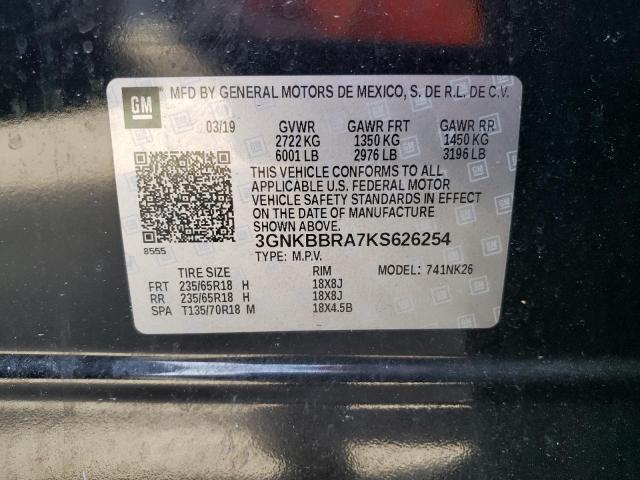 GM MFD BY GENERAL MOTORS DE MEXICO, S. DE R.L. DE C.V.
03/19 GVWR GAWR FRT GAWR RR
2722 KG 1350 KG 1450 KG
6001 LB 2976 LB 3196 LB
THIS VEHICLE CONFORMS TO ALL
APPLICABLE U.S. FEDERAL MOTOR
VEHICLE SAFETY STANDARDS IN EFFECT
ON THE DATE OF MANUFACTURE
SHOWN ABOVE.
8555 3GNKBBRA7KS626254
TYPE: M.P.V.
TIRE SIZE RIM MODEL: 741NK26
FRT 235/65R18 H 18X8J
RR 235/65R18 H 18X8J
SPA T135/70R18 M 18X4.5B